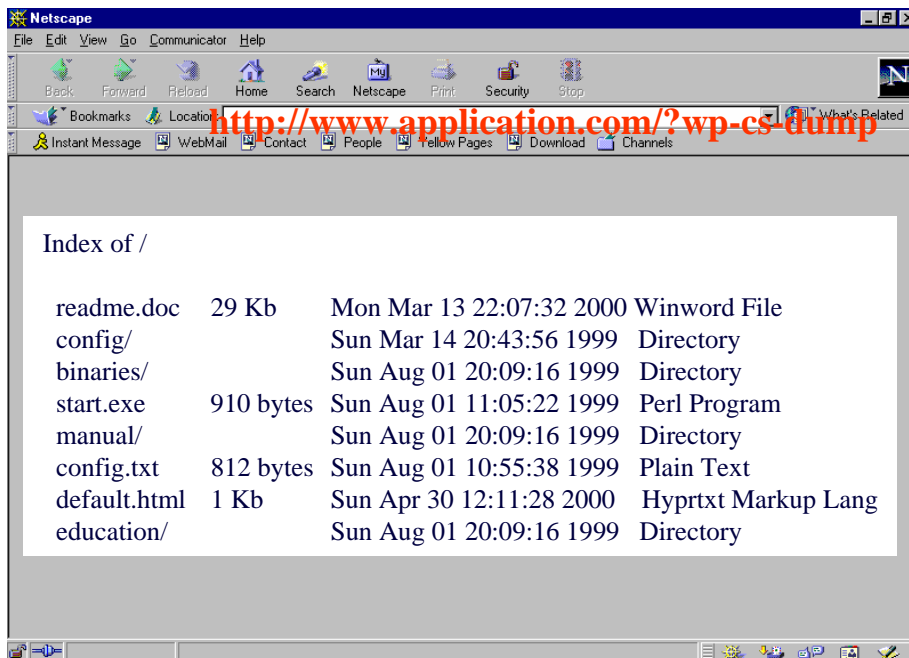 Netscape
File Edit View Go Communicator Help
Back Forward Reload Home Search Netscape Print Security Stop
My
N
Bookmarks Location: http://www.application.com/?wp-cs-dump What's Related
Instant Message WebMail Contact People Yellow Pages Download Channels
Index of /
readme.doc 29 Kb Mon Mar 13 22:07:32 2000 Winword File
config/ Sun Mar 14 20:43:56 1999 Directory
binaries/ Sun Aug 01 20:09:16 1999 Directory
start.exe 910 bytes Sun Aug 01 11:05:22 1999 Perl Program
manual/ Sun Aug 01 20:09:16 1999 Directory
config.txt 812 bytes Sun Aug 01 10:55:38 1999 Plain Text
default.html 1 Kb Sun Apr 30 12:11:28 2000 Hyprtxt Markup Lang
education/ Sun Aug 01 20:09:16 1999 Directory